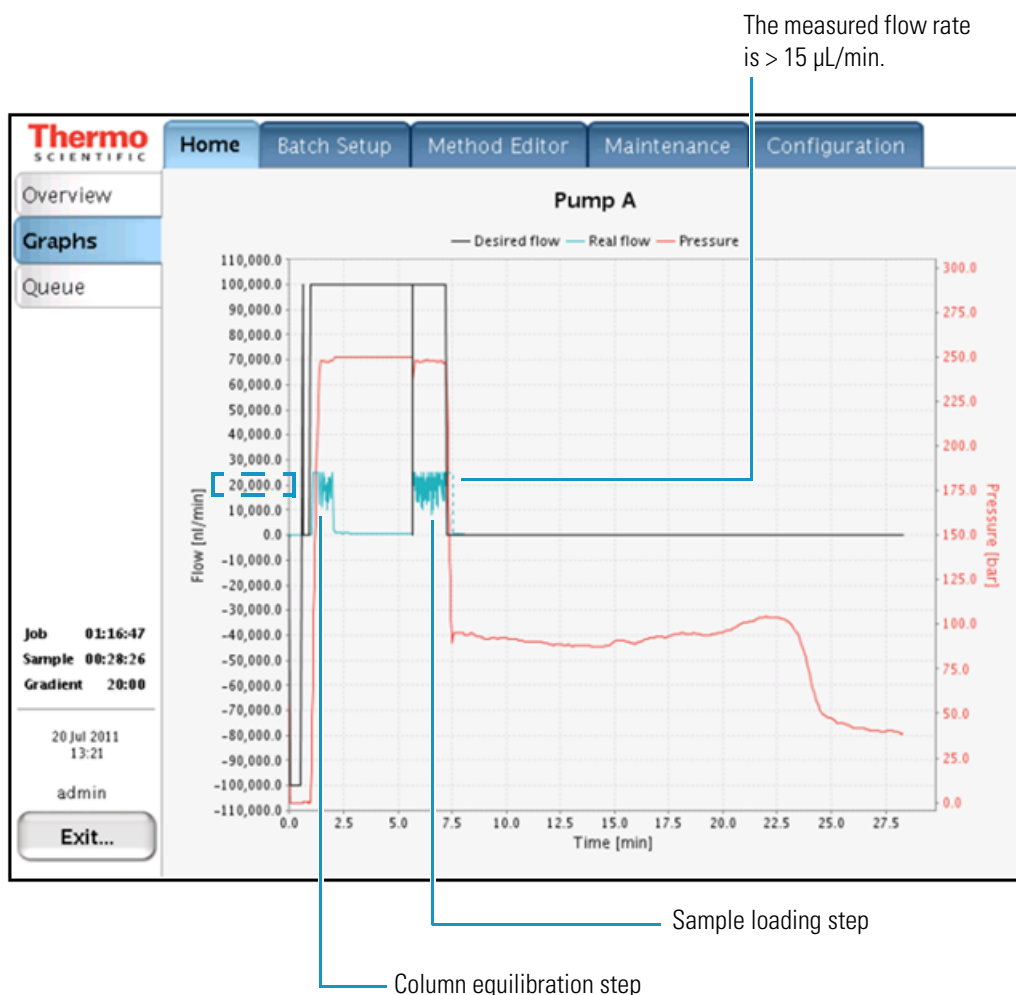 The measured flow rate
is > 15 µL/min.
Thermo
SCIENTIFIC
Home
Batch Setup
Method Editor
Maintenance
Configuration
Overview
Graphs
Queue
Pump A
Desired flow
Real flow
Pressure
110,000.0
100,000.0
90,000.0
80,000.0
70,000.0
60,000.0
50,000.0
40,000.0
30,000.0
20,000.0
10,000.0
0.0
-10,000.0
-20,000.0
-30,000.0
-40,000.0
-50,000.0
-60,000.0
-70,000.0
-80,000.0
-90,000.0
-100,000.0
-110,000.0
Flow [nl/min]
300.0
275.0
250.0
225.0
200.0
175.0
150.0
125.0
100.0
75.0
50.0
25.0
0.0
Pressure [bar]
0.0 2.5 5.0 7.5 10.0 12.5 15.0 17.5 20.0 22.5 25.0 27.5
Time [min]
Job 01:16:47
Sample 00:28:26
Gradient 20:00
20 Jul 2011
13:21
admin
Exit...
Sample loading step
Column equilibration step